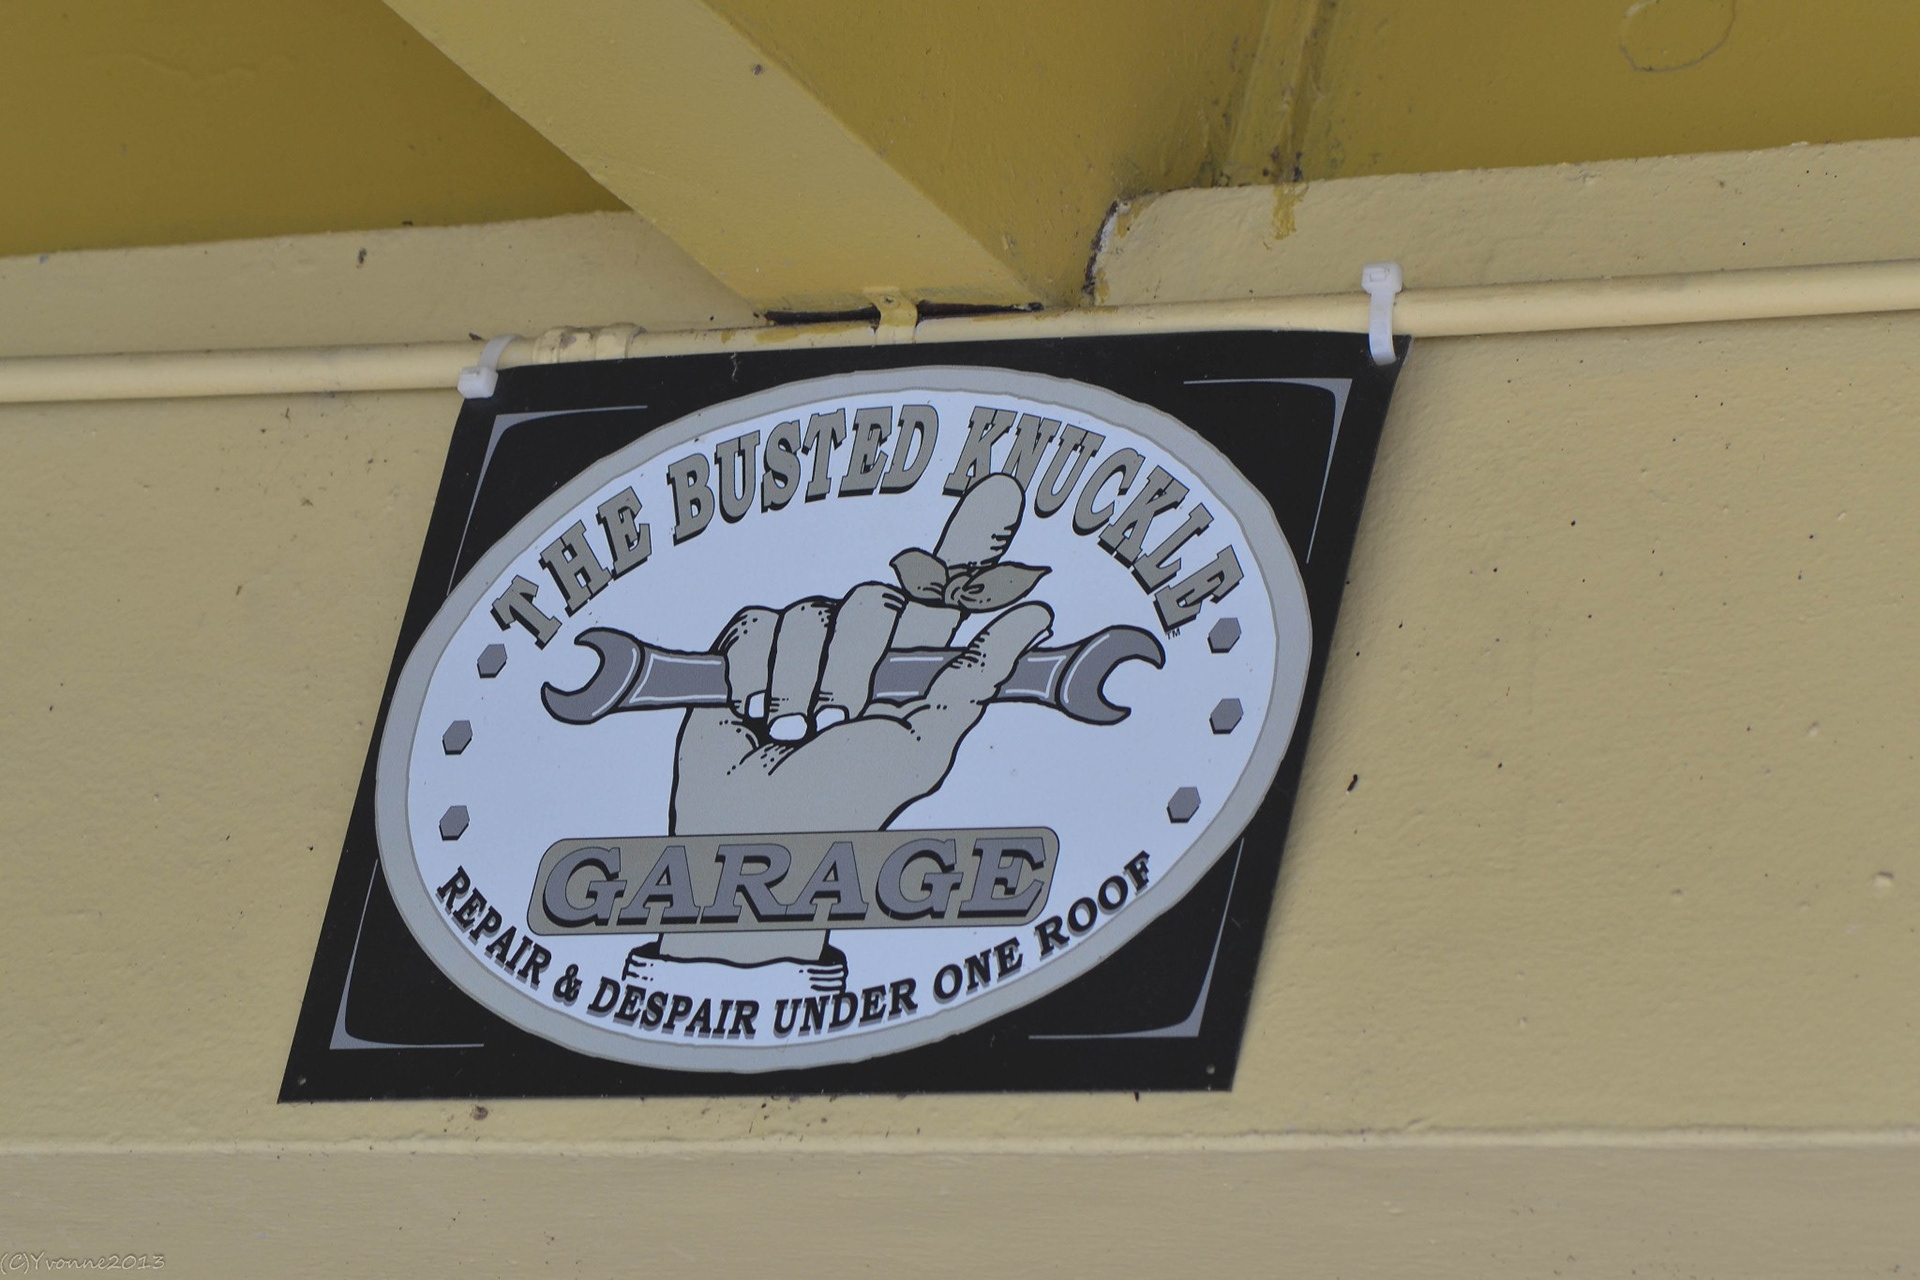 THE BUSTED KNUCKLE
TM
GARAGE
REPAIR & DESPAIR UNDER ONE ROOF
(C)Yvonne2013